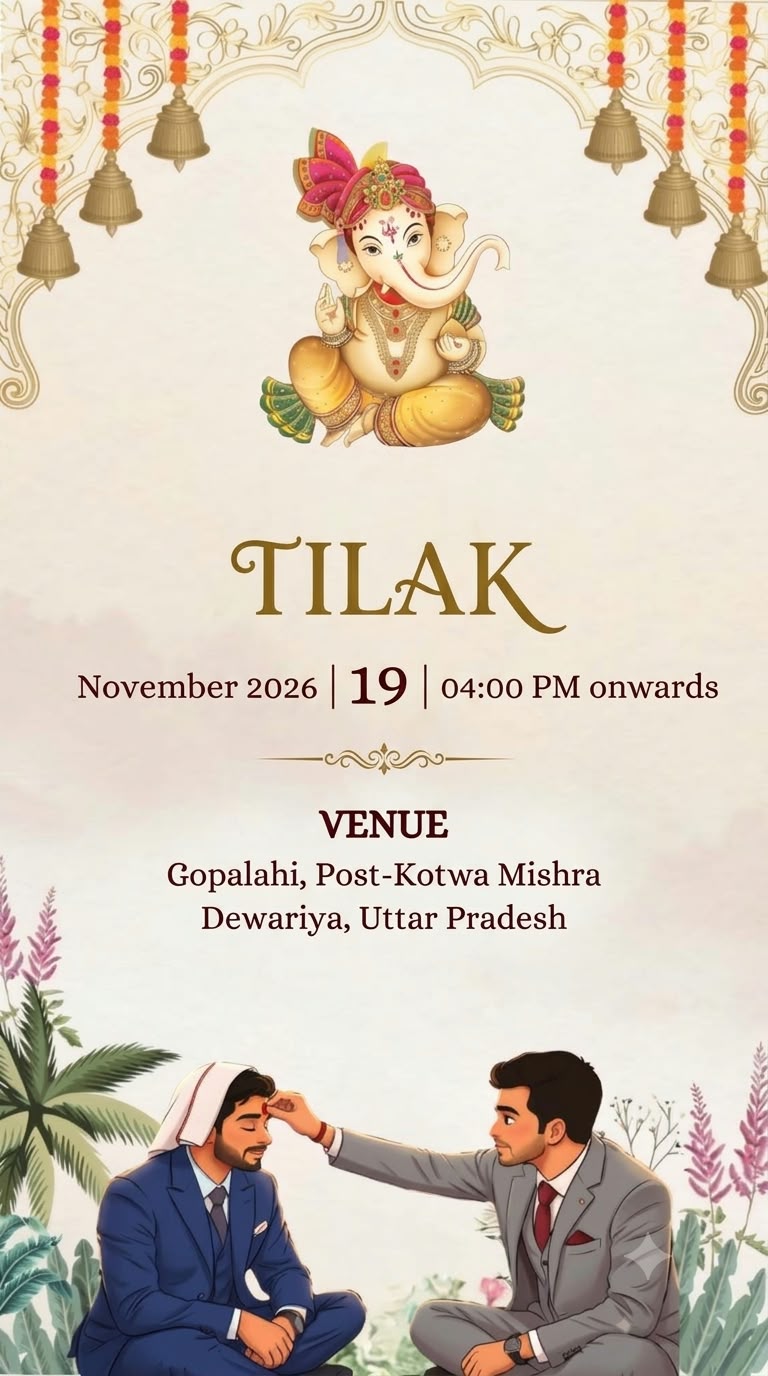 TILAK
November 2026 | 19 | 04:00 PM onwards
VENUE
Gopalahi, Post-Kotwa Mishra
Dewariya, Uttar Pradesh